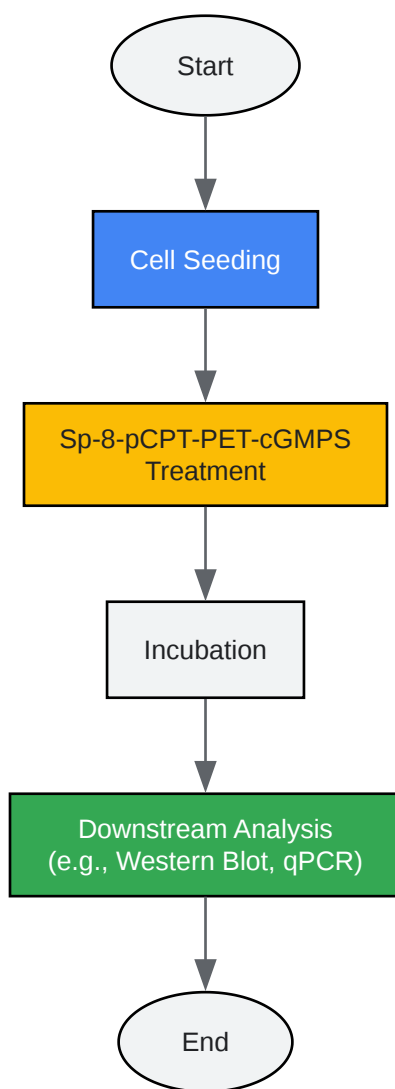 Start
Cell Seeding
Sp-8-pCPT-PET-cGMPS
Treatment
Incubation
Downstream Analysis
(e.g., Western Blot, qPCR)
End